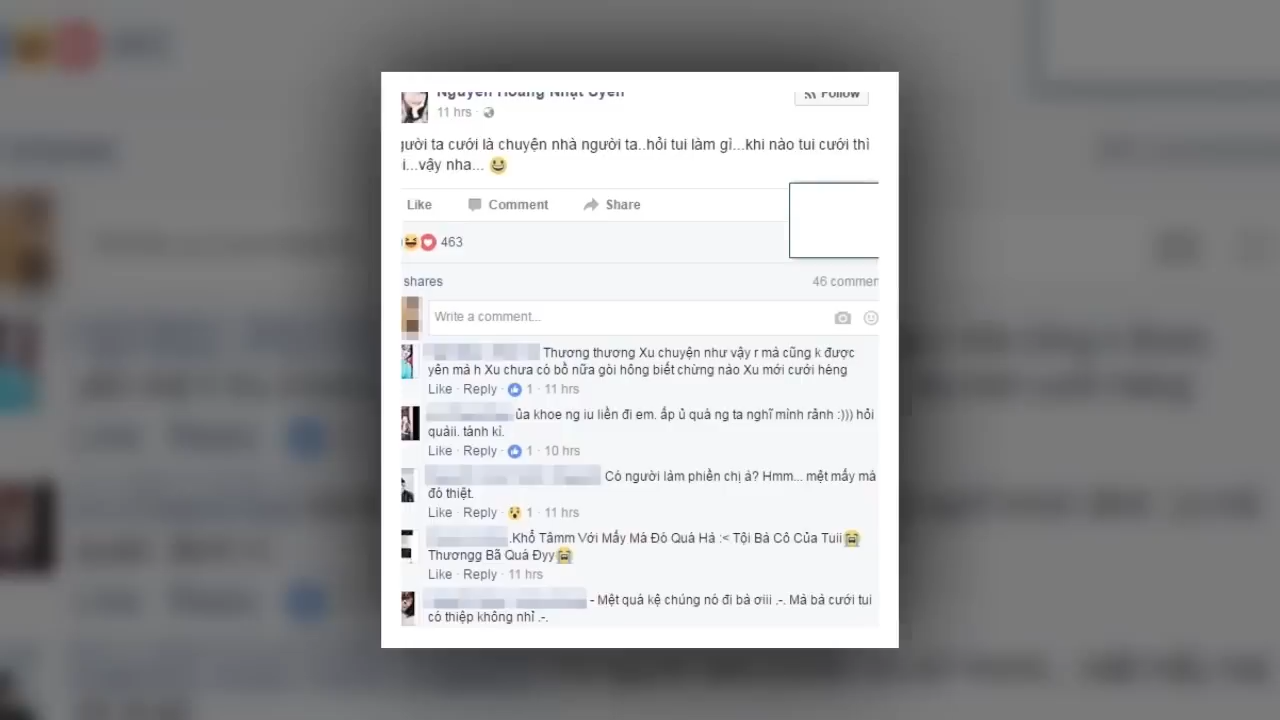 Nguyễn Hoàng Nhật Uyên
Follow
11 hrs ·
gười ta cưới là chuyện nhà người ta..hỏi tui làm gì...khi nào tui cưới thì
i...vậy nha... 😀
Like Comment Share
463
shares 46 commen
Write a comment...
Thương thương Xu chuyện như vậy r mà cũng k được
yên mà h Xu chưa có bồ nữa gòi hông biết chừng nào Xu mới cưới héng
Like · Reply · 1 · 11 hrs
ủa khoe ng iu liền đi em. ắp ủ quá ng ta nghĩ mình rảnh :))) hỏi
quàii. tánh kì.
Like · Reply · 1 · 10 hrs
Có người làm phiền chị á? Hmm... mệt mấy má
đó thiệt.
Like · Reply · 😵 1 · 11 hrs
.Khổ Tâmm Với Mấy Má Đó Quá Hà :< Tội Bà Cô Của Tuii😭
Thươngg Bã Quá Đyy😭
Like · Reply · 11 hrs
- Mệt quá kệ chúng nó đi bà ơiii .-. Mà bà cưới tui
có thiệp không nhỉ .-.